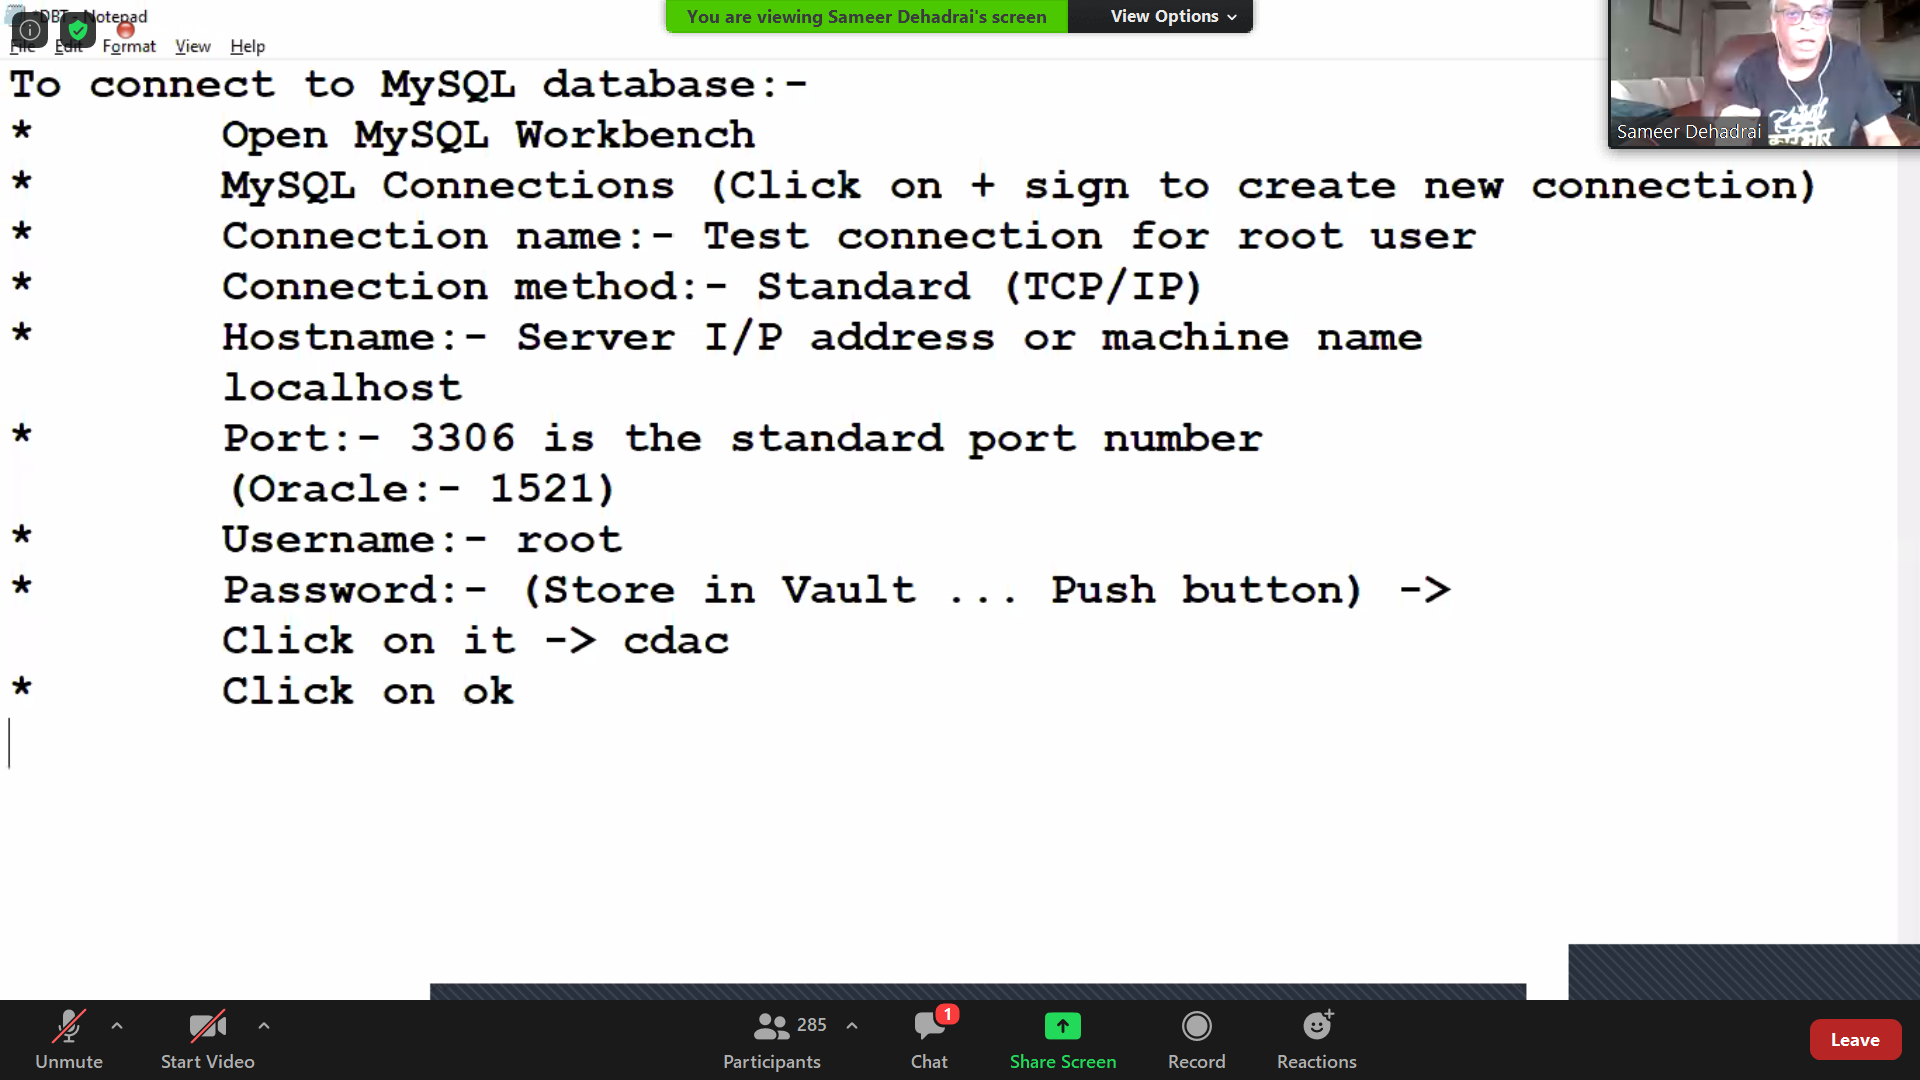 *DBT - Notepad
You are viewing Sameer Dehadrai's screen View Options
File Edit Format View Help
To connect to MySQL database:-
* Open MySQL Workbench
* MySQL Connections (Click on + sign to create new connection)
* Connection name:- Test connection for root user
* Connection method:- Standard (TCP/IP)
* Hostname:- Server I/P address or machine name
localhost
* Port:- 3306 is the standard port number
(Oracle:- 1521)
* Username:- root
* Password:- (Store in Vault ... Push button) ->
Click on it -> cdac
* Click on ok
Sameer Dehadrai
285
1
Unmute
Start Video
Participants
Chat
Share Screen
Record
Reactions
Leave